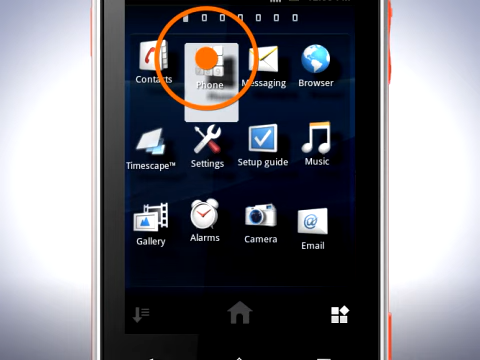 Contacts
Phone
Messaging
Browser
Timescape™
Settings
Setup guide
Music
Gallery
Alarms
Camera
Email